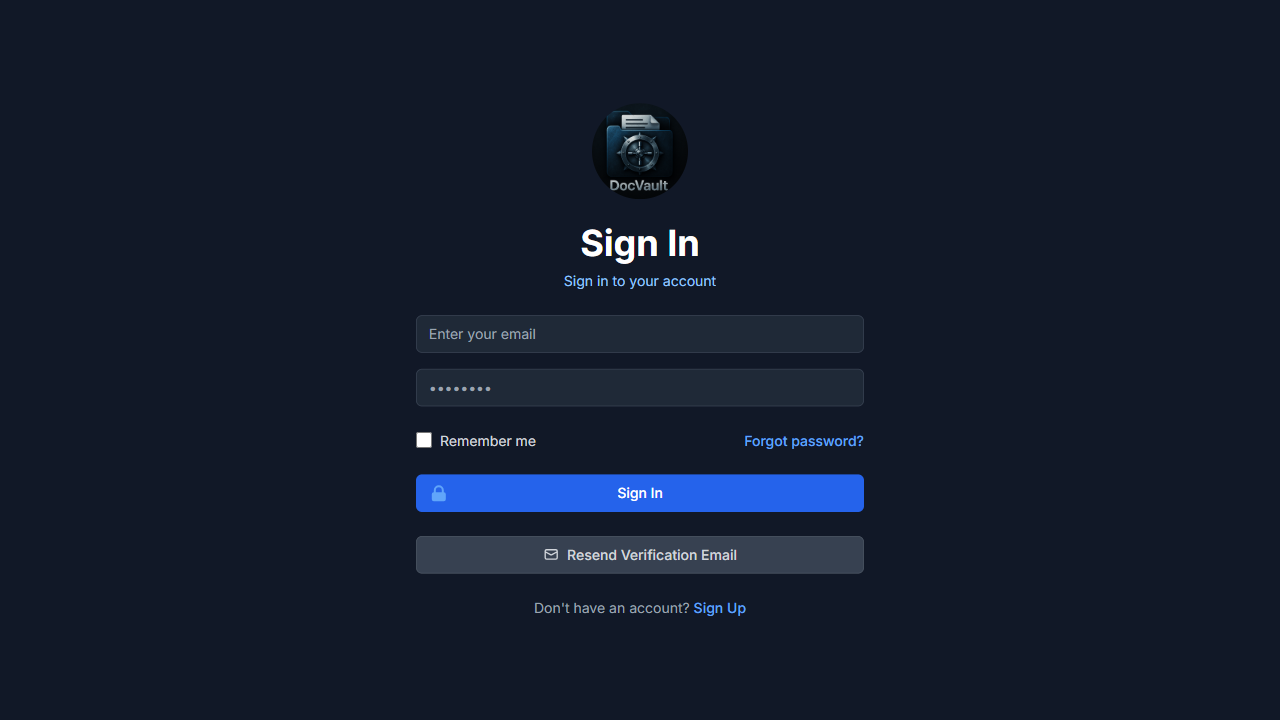 DocVault
Sign In
Sign in to your account
Enter your email
••••••••
Remember me
Forgot password?
Sign In
Resend Verification Email
Don't have an account? Sign Up